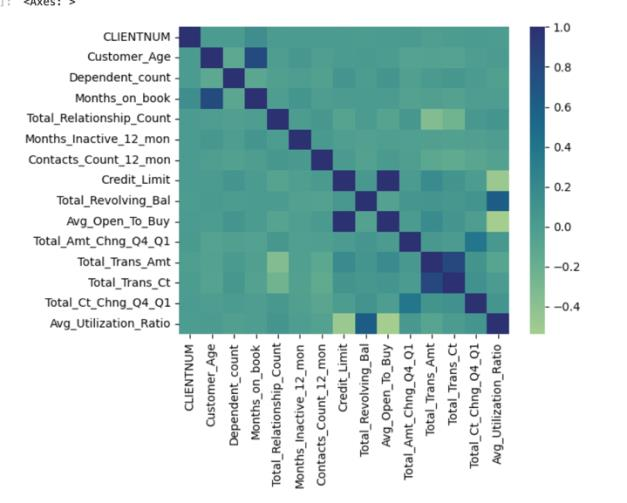 ]: <Axes: >
CLIENTNUM
Customer_Age
Dependent_count
Months_on_book
Total_Relationship_Count
Months_Inactive_12_mon
Contacts_Count_12_mon
Credit_Limit
Total_Revolving_Bal
Avg_Open_To_Buy
Total_Amt_Chng_Q4_Q1
Total_Trans_Amt
Total_Trans_Ct
Total_Ct_Chng_Q4_Q1
Avg_Utilization_Ratio
CLIENTNUM
Customer_Age
Dependent_count
Months_on_book
Total_Relationship_Count
Months_Inactive_12_mon
Contacts_Count_12_mon
Credit_Limit
Total_Revolving_Bal
Avg_Open_To_Buy
Total_Amt_Chng_Q4_Q1
Total_Trans_Amt
Total_Trans_Ct
Total_Ct_Chng_Q4_Q1
Avg_Utilization_Ratio
1.0
0.8
0.6
0.4
0.2
0.0
−0.2
−0.4